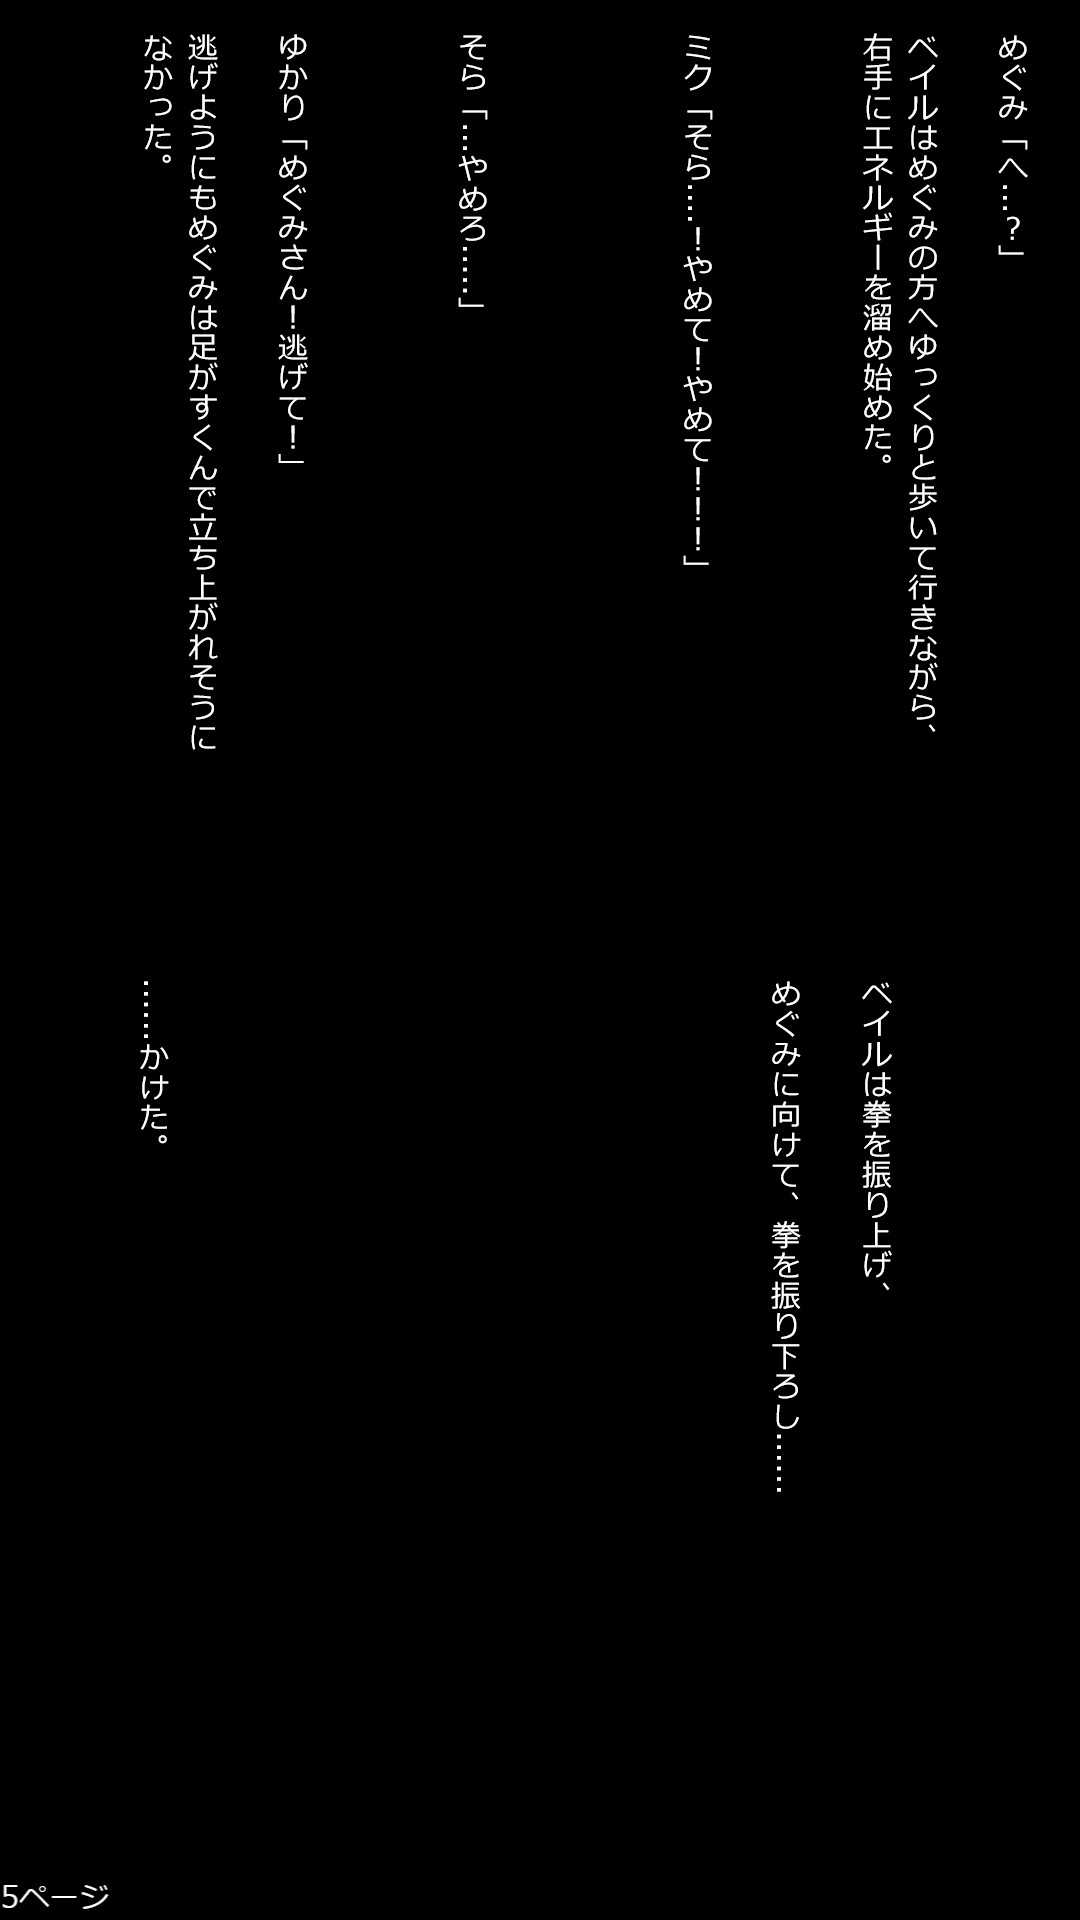 めぐみ「へ…？」
ベイルはめぐみの方へゆっくりと歩いて行きながら、
右手にエネルギーを溜め始めた。
ミク「そら……！やめて！やめて！！！」
そら「…やめろ……」
ゆかり「めぐみさん！逃げて！」
逃げようにもめぐみは足がすくんで立ち上がれそうに
なかった。
ベイルは拳を振り上げ、
めぐみに向けて、拳を振り下ろし……
……かけた。
5ページ